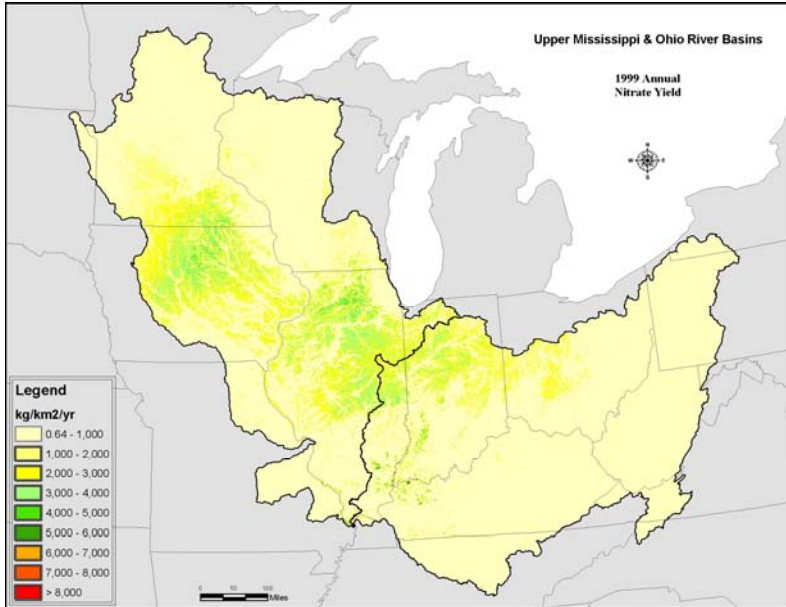 Upper Mississippi & Ohio River Basins
1999 Annual
Nitrate Yield
N
W E
S
Legend
kg/km2/yr
0.64 - 1,000
1,000 - 2,000
2,000 - 3,000
3,000 - 4,000
4,000 - 5,000
5,000 - 6,000
6,000 - 7,000
7,000 - 8,000
> 8,000
0 50 100
Miles